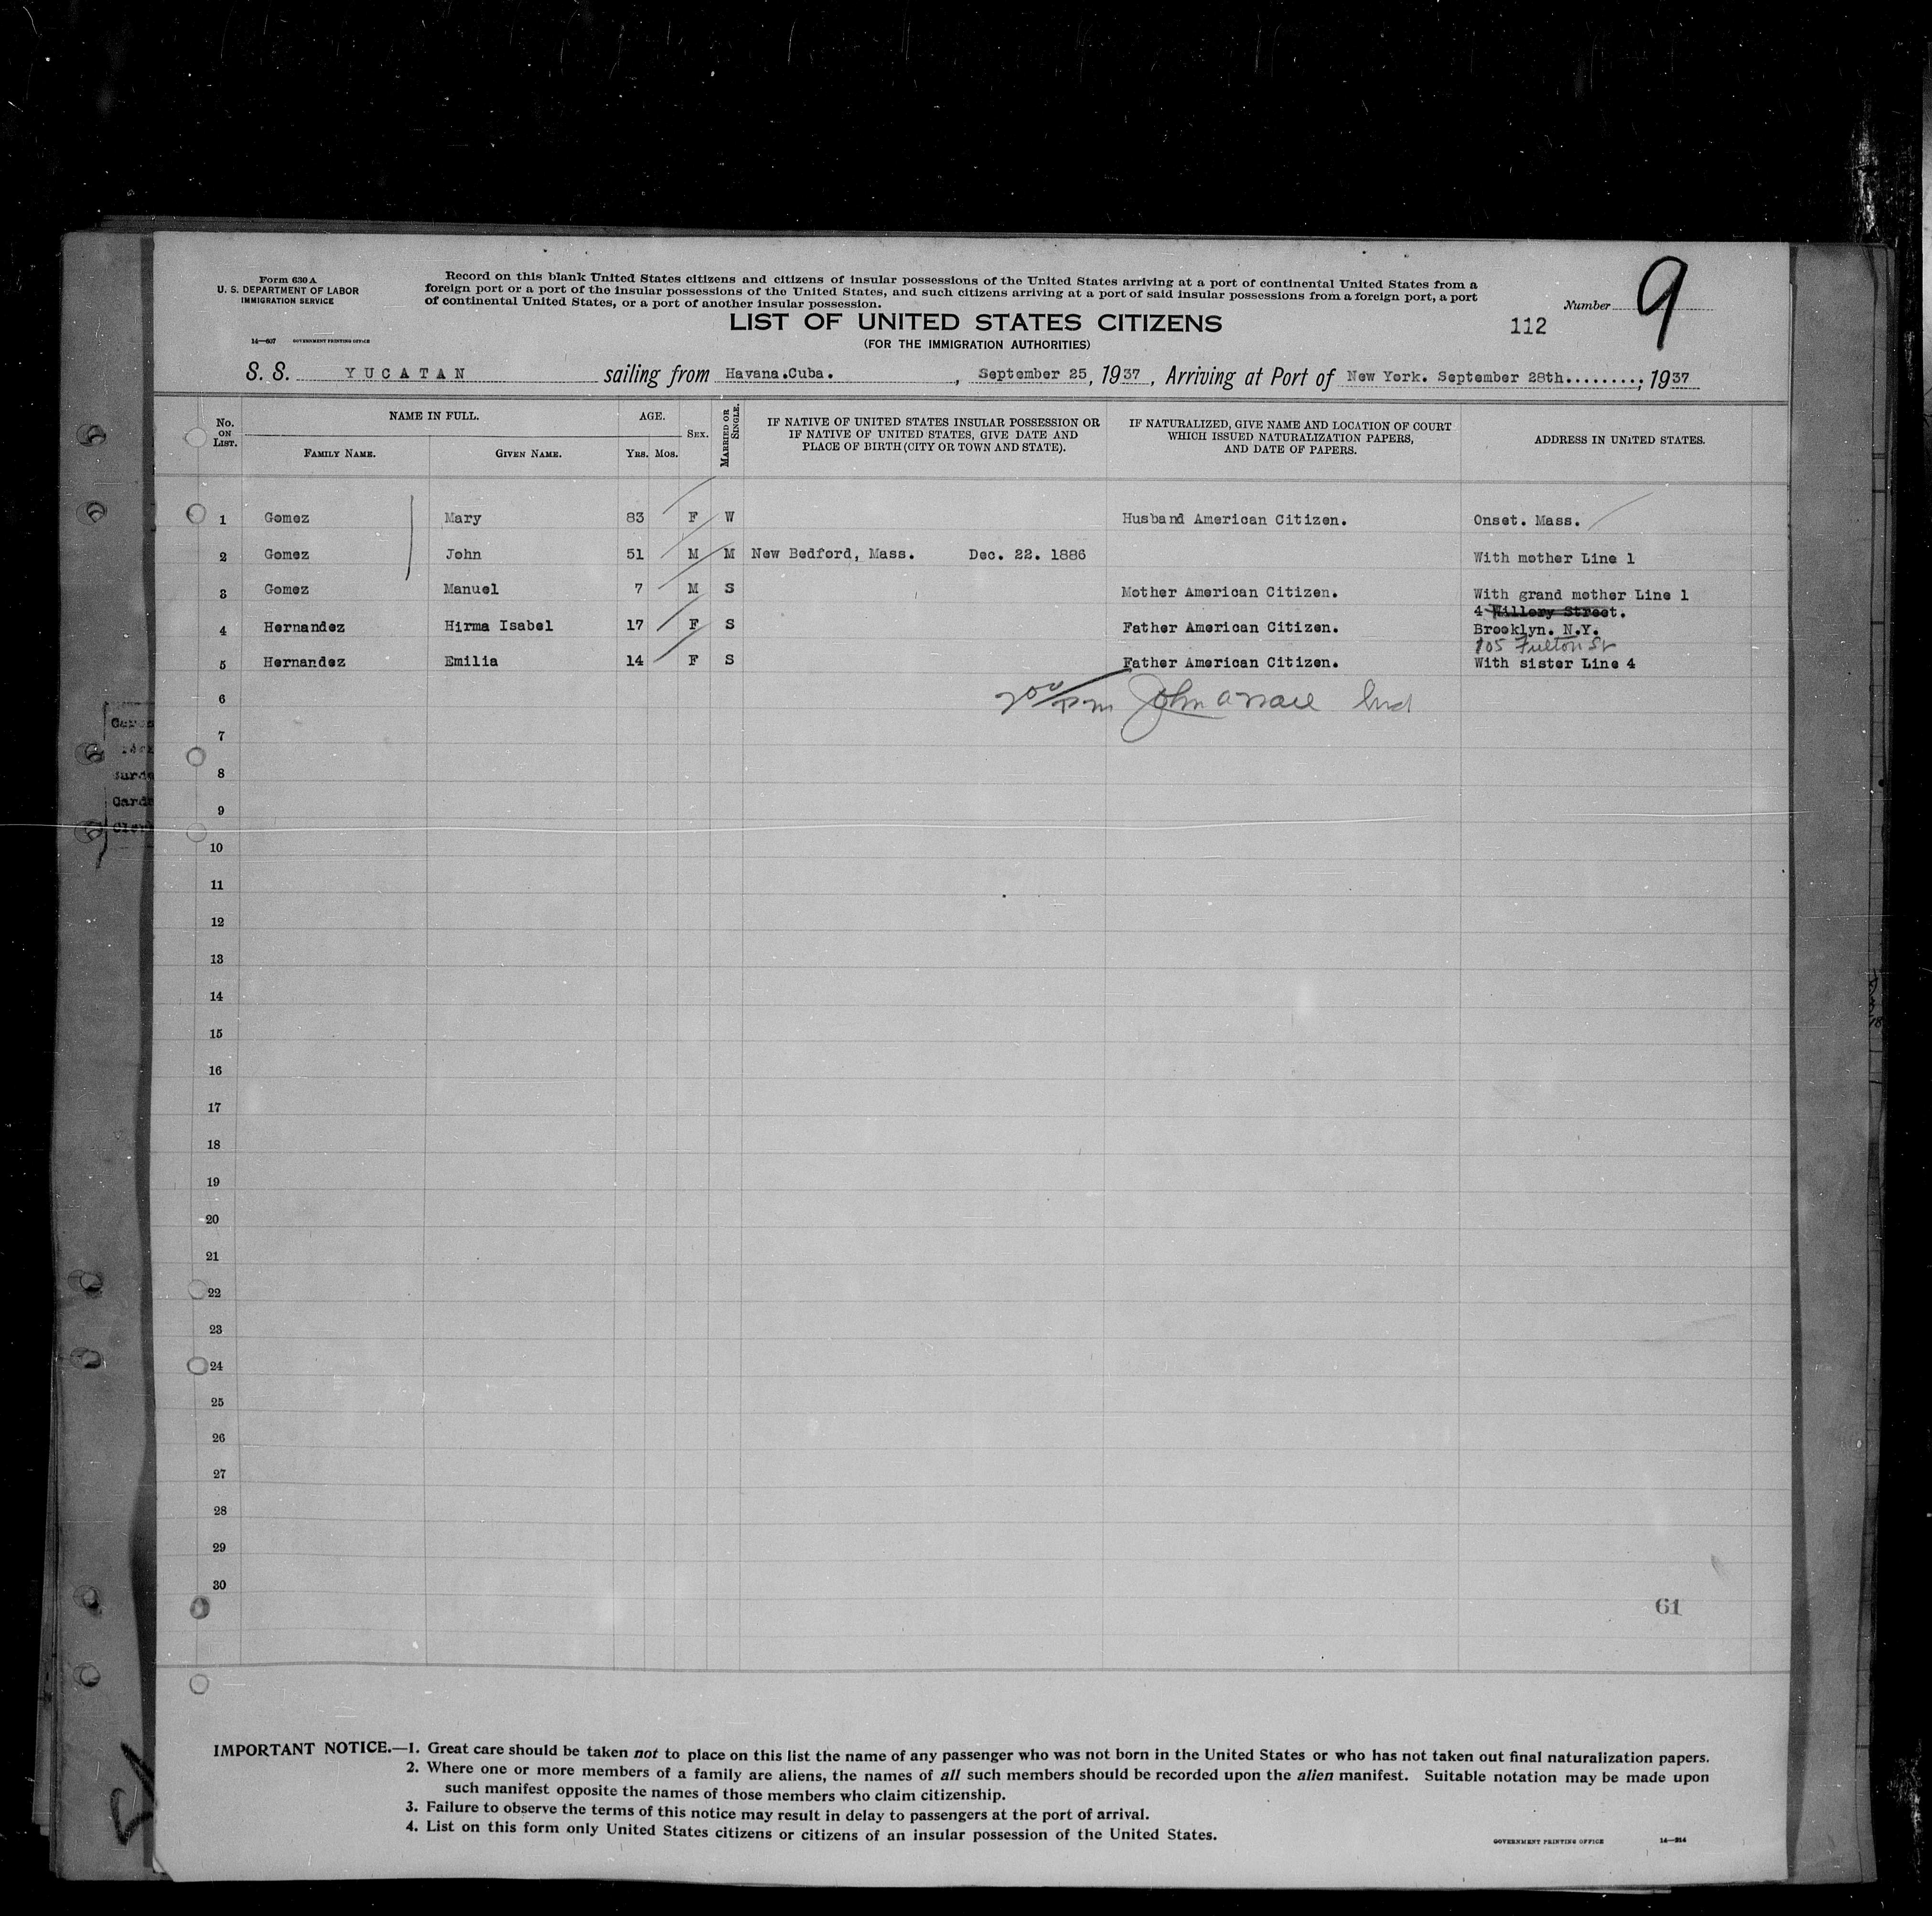 Form 630 A
U. S. DEPARTMENT OF LABOR
IMMIGRATION SERVICE
14—607 GOVERNMENT PRINTING OFFICE
Record on this blank United States citizens and citizens of insular possessions of the United States arriving at a port of continental United States from a
foreign port or a port of the insular possessions of the United States, and such citizens arriving at a port of said insular possessions from a foreign port, a port
of continental United States, or a port of another insular possession.
Number 9
LIST OF UNITED STATES CITIZENS
112
(FOR THE IMMIGRATION AUTHORITIES)
S. S. YUCATAN sailing from Havana.Cuba. , September 25, 1937, Arriving at Port of New York. September 28th.........; 1937
No. ON LIST. NAME IN FULL. FAMILY NAME. GIVEN NAME. AGE. YRS. MOS. SEX. MARRIED OR SINGLE. IF NATIVE OF UNITED STATES INSULAR POSSESSION OR IF NATIVE OF UNITED STATES, GIVE DATE AND PLACE OF BIRTH (CITY OR TOWN AND STATE). IF NATURALIZED, GIVE NAME AND LOCATION OF COURT WHICH ISSUED NATURALIZATION PAPERS, AND DATE OF PAPERS. ADDRESS IN UNITED STATES.
1 Gomez Mary 83 F W Husband American Citizen. Onset. Mass.
2 Gomez John 51 M M New Bedford, Mass. Dec. 22. 1886 With mother Line 1
3 Gomez Manuel 7 M S Mother American Citizen. With grand mother Line 1
4 Willery Street.
4 Hernandez Hirma Isabel 17 F S Father American Citizen. Brooklyn. N.Y.
105 Fulton St
5 Hernandez Emilia 14 F S Father American Citizen. With sister Line 4
6 John
7
8
9
10
11
12
13
14
15
16
17
18
19
20
21
22
23
24
25
26
27
28
29
30
61
IMPORTANT NOTICE.—1. Great care should be taken not to place on this list the name of any passenger who was not born in the United States or who has not taken out final naturalization papers.
2. Where one or more members of a family are aliens, the names of all such members should be recorded upon the alien manifest. Suitable notation may be made upon
such manifest opposite the names of those members who claim citizenship.
3. Failure to observe the terms of this notice may result in delay to passengers at the port of arrival.
4. List on this form only United States citizens or citizens of an insular possession of the United States.
GOVERNMENT PRINTING OFFICE 14—214